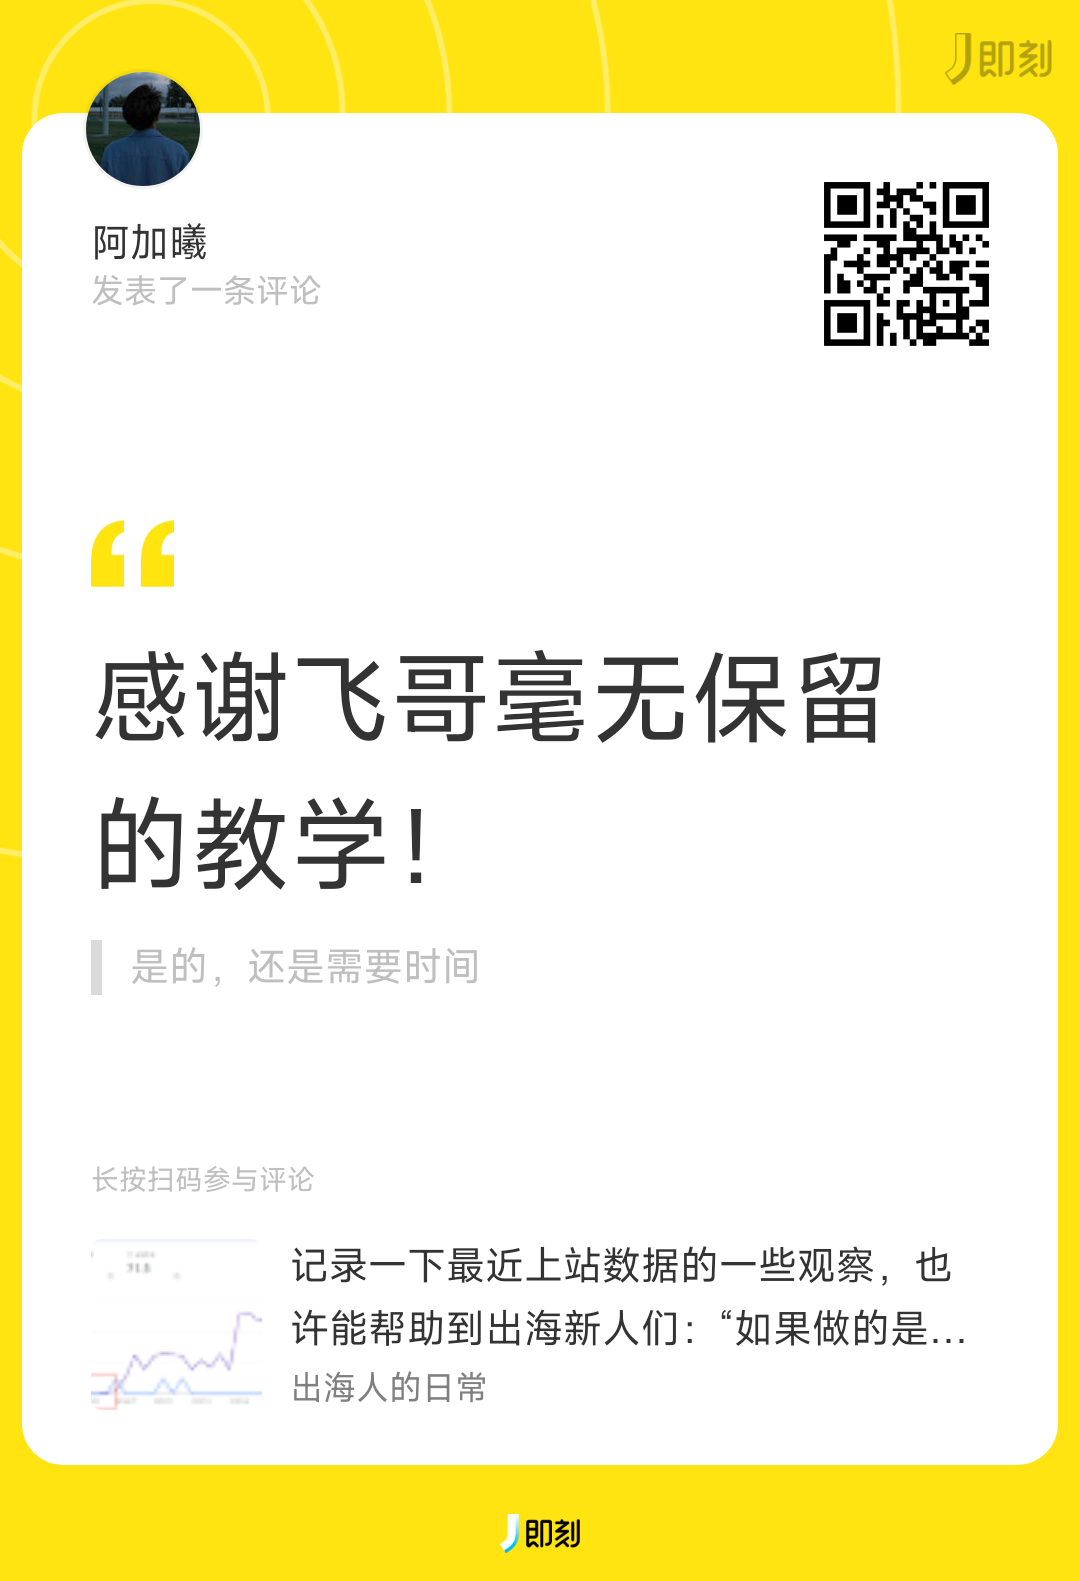 即刻
阿加曦
发表了一条评论
感谢飞哥毫无保留
的教学！
是的，还是需要时间
长按扫码参与评论
记录一下最近上站数据的一些观察，也
许能帮助到出海新人们：“如果做的是...
出海人的日常
即刻